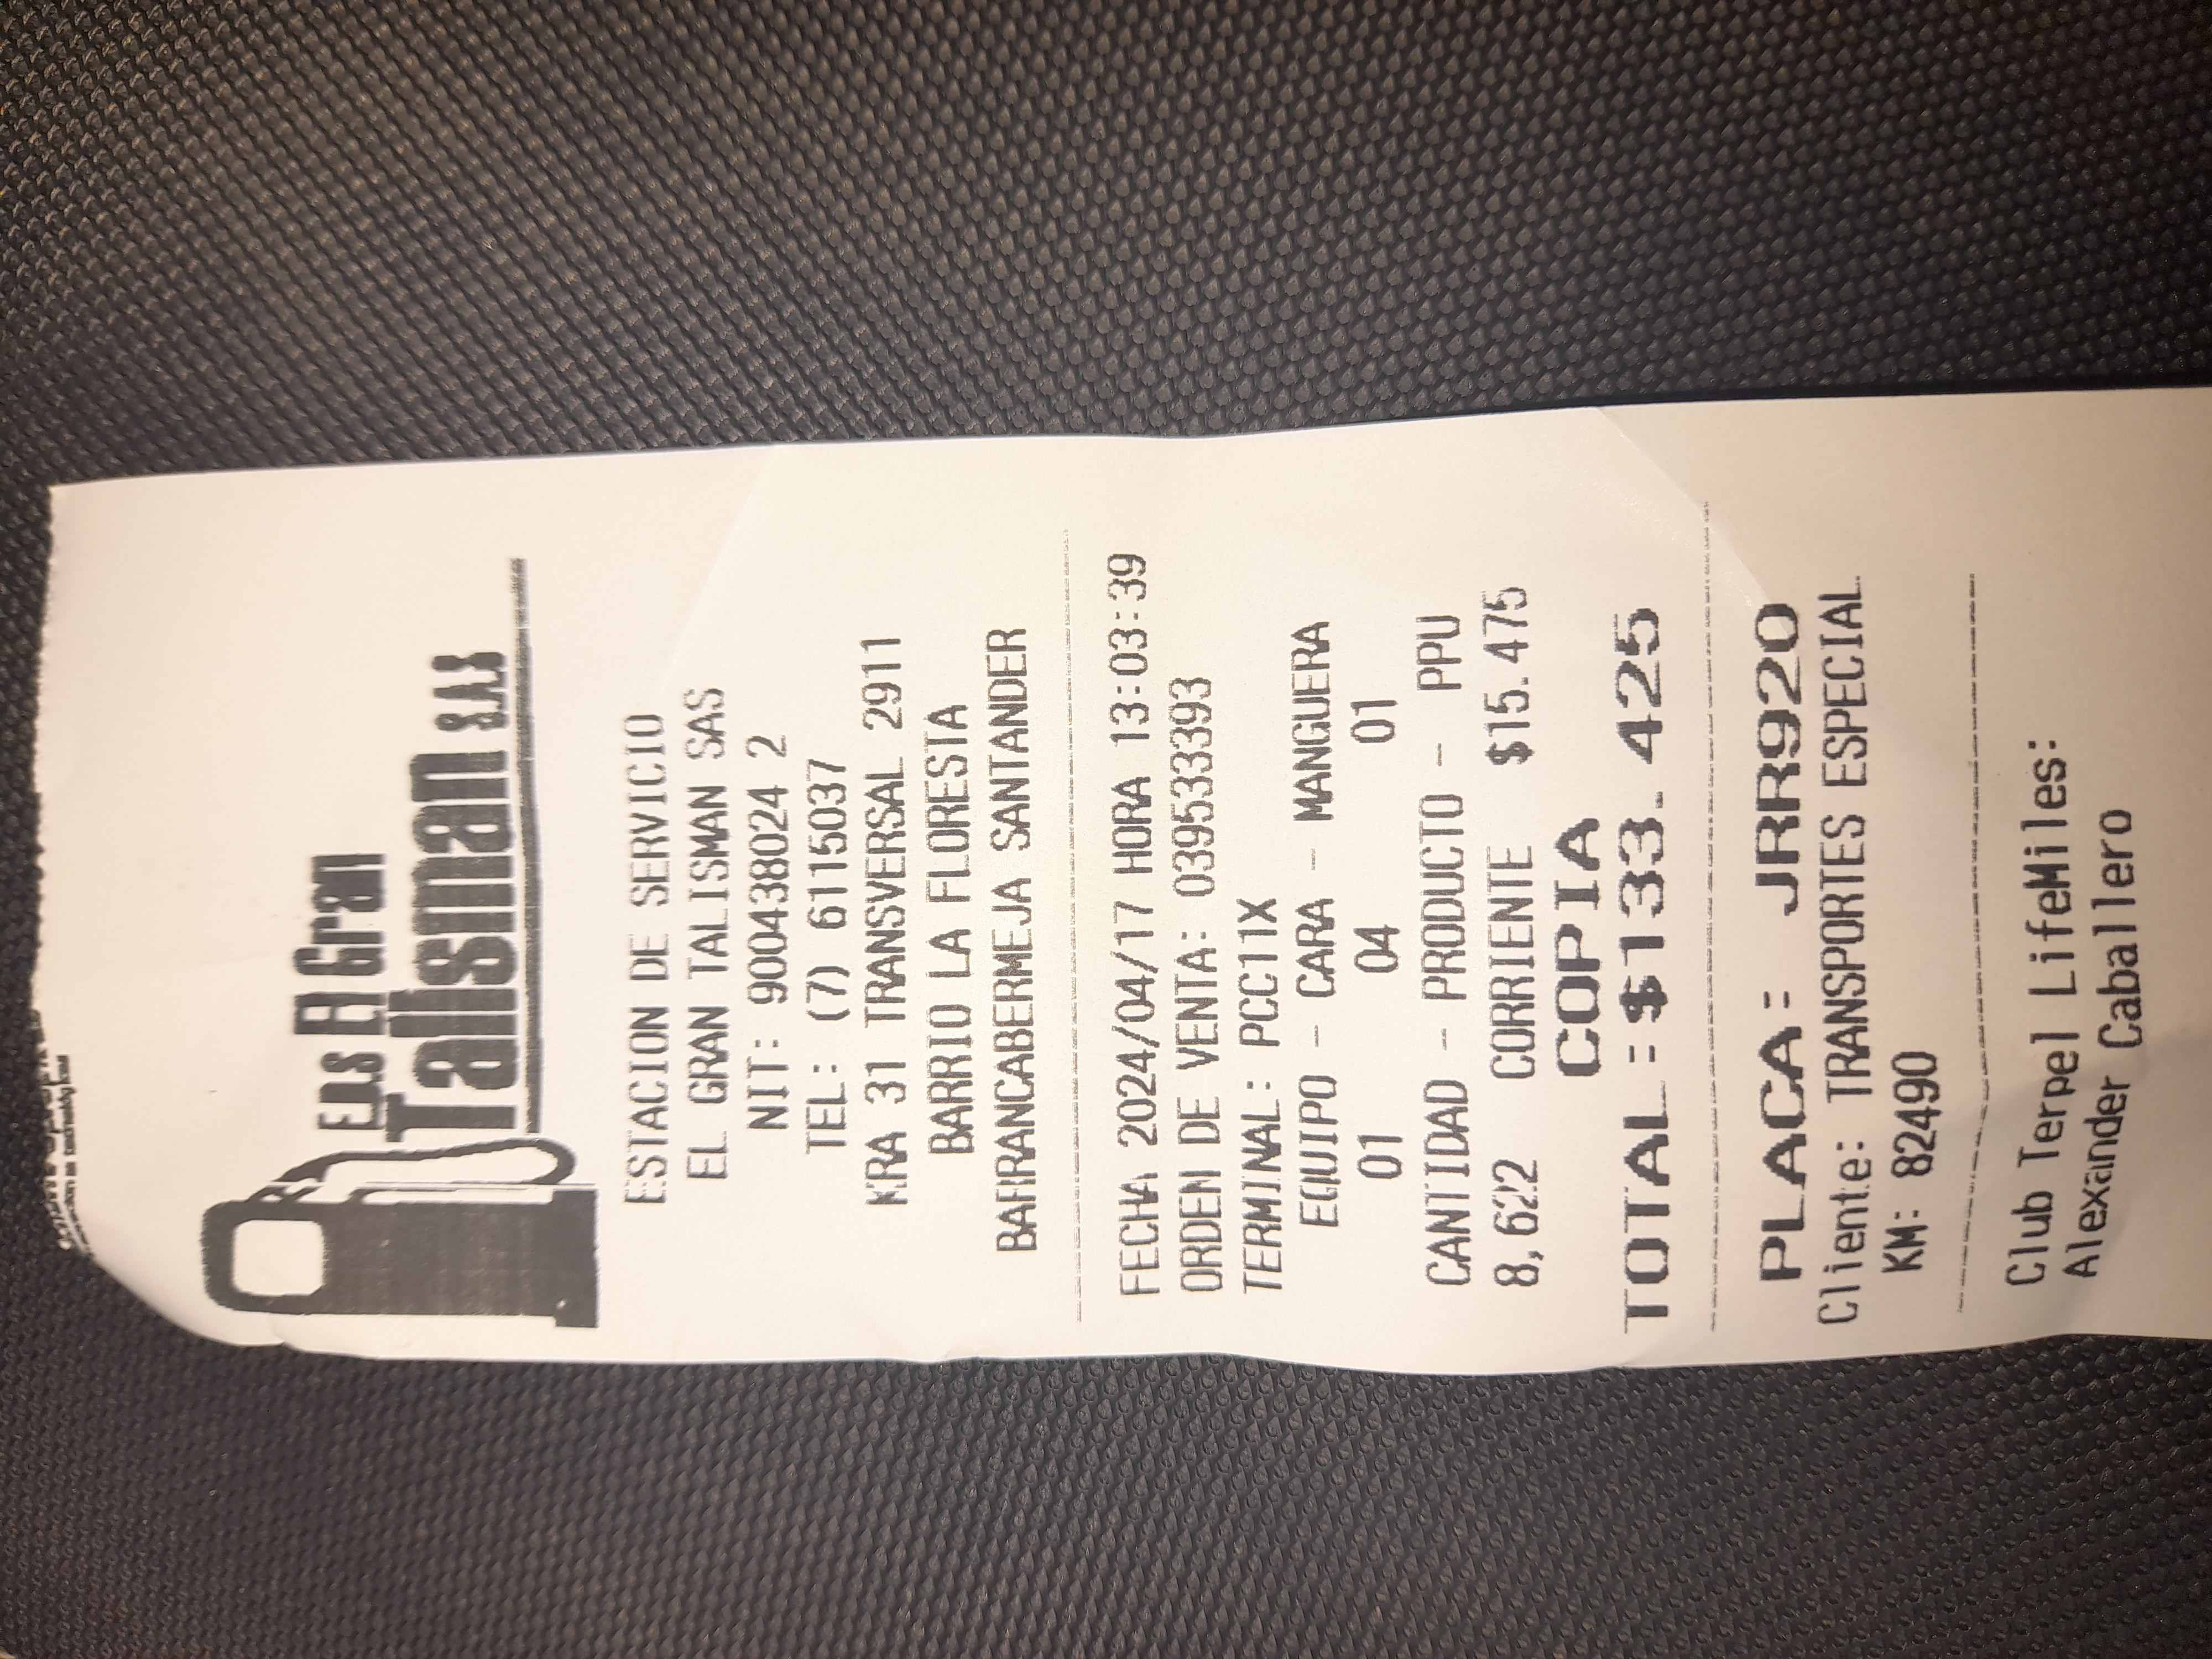 E.D.S El Gran
Talisman S.A.S
ESTACION DE SERVICIO
EL GRAN TALISMAN SAS
NIT: 900438024 2
TEL: (7) 6115037
KRA 31 TRANSVERSAL 2911
BARRIO LA FLORESTA
BARRANCABERMEJA SANTANDER
FECHA 2024/04/17 HORA 13:03:39
ORDEN DE VENTA: 039533393
TERMINAL: PCC11X
EQUIPO - CARA - MANGUERA
01 04 01
CANTIDAD - PRODUCTO - PPU
8,622 CORRIENTE $15.475
COPIA
TOTAL:$133.425
PLACA: JRR920
Cliente: TRANSPORTES ESPECIAL
KM: 82490
Club Terpel LifeMiles:
Alexander Caballero